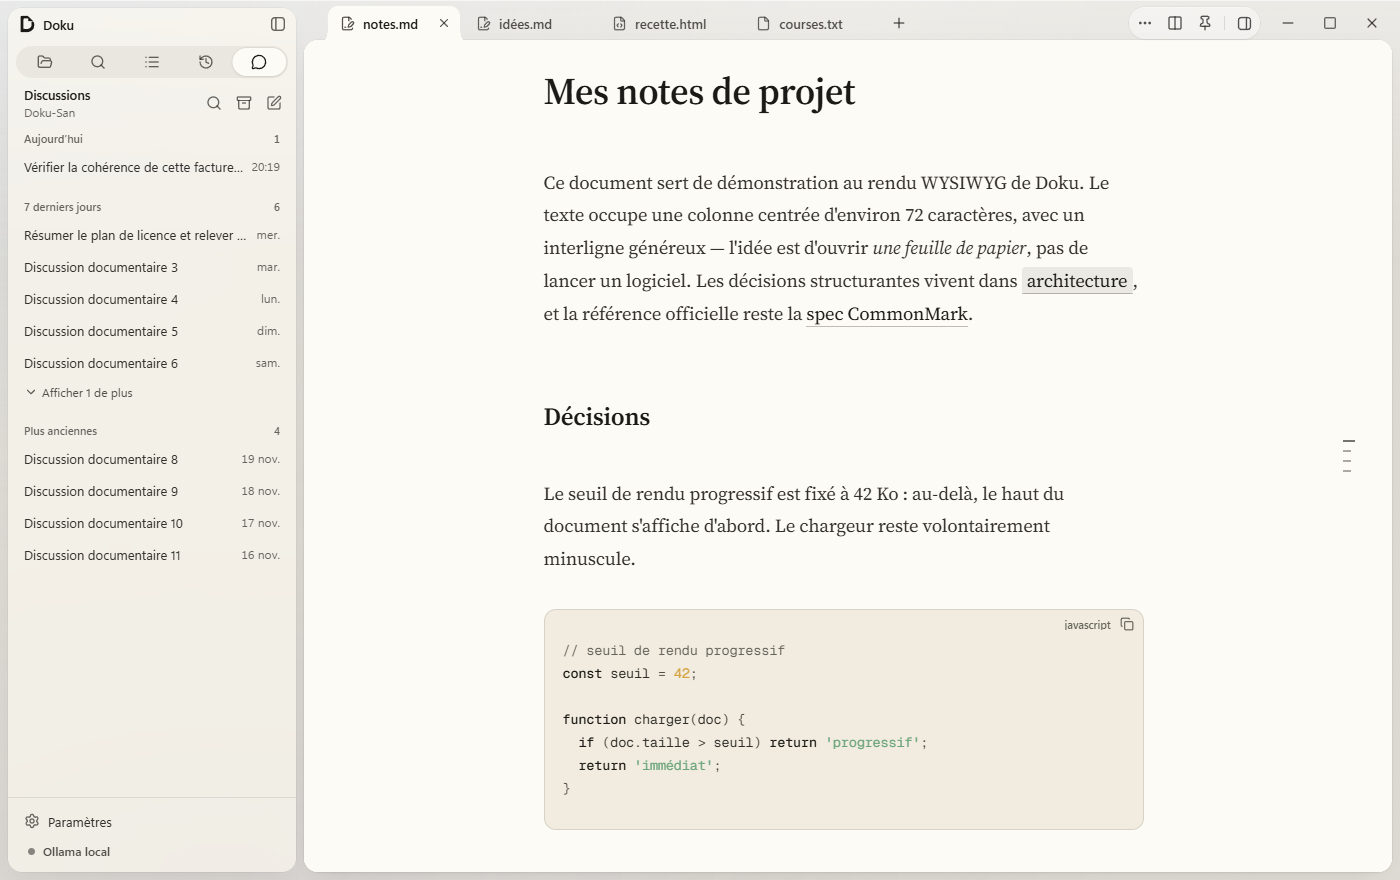 Doku
notes.md
idées.md
recette.html
courses.txt
Discussions
Doku-San
Aujourd'hui 1
Vérifier la cohérence de cette facture... 20:19
7 derniers jours 6
Résumer le plan de licence et relever ... mer.
Discussion documentaire 3 mar.
Discussion documentaire 4 lun.
Discussion documentaire 5 dim.
Discussion documentaire 6 sam.
Afficher 1 de plus
Plus anciennes 4
Discussion documentaire 8 19 nov.
Discussion documentaire 9 18 nov.
Discussion documentaire 10 17 nov.
Discussion documentaire 11 16 nov.
Paramètres
Ollama local
Mes notes de projet
Ce document sert de démonstration au rendu WYSIWYG de Doku. Le
texte occupe une colonne centrée d'environ 72 caractères, avec un
interligne généreux — l'idée est d'ouvrir une feuille de papier, pas de
lancer un logiciel. Les décisions structurantes vivent dans architecture ,
et la référence officielle reste la spec CommonMark.
Décisions
Le seuil de rendu progressif est fixé à 42 Ko : au-delà, le haut du
document s'affiche d'abord. Le chargeur reste volontairement
minuscule.
javascript
// seuil de rendu progressif
const seuil = 42;
function charger(doc) {
  if (doc.taille > seuil) return 'progressif';
  return 'immédiat';
}